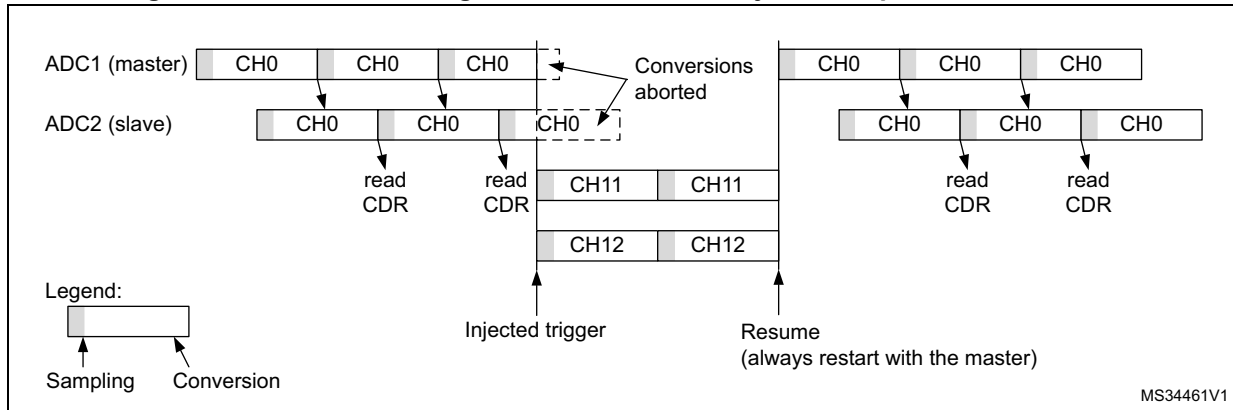 ADC1 (master) CH0 CH0 CH0 CH0 CH0 CH0
Conversions
aborted
ADC2 (slave) CH0 CH0 CH0 CH0 CH0 CH0
read read read read
CDR CDR CDR CDR
CH11 CH11
CH12 CH12
Legend:
Injected trigger Resume
(always restart with the master)
Sampling Conversion
MS34461V1